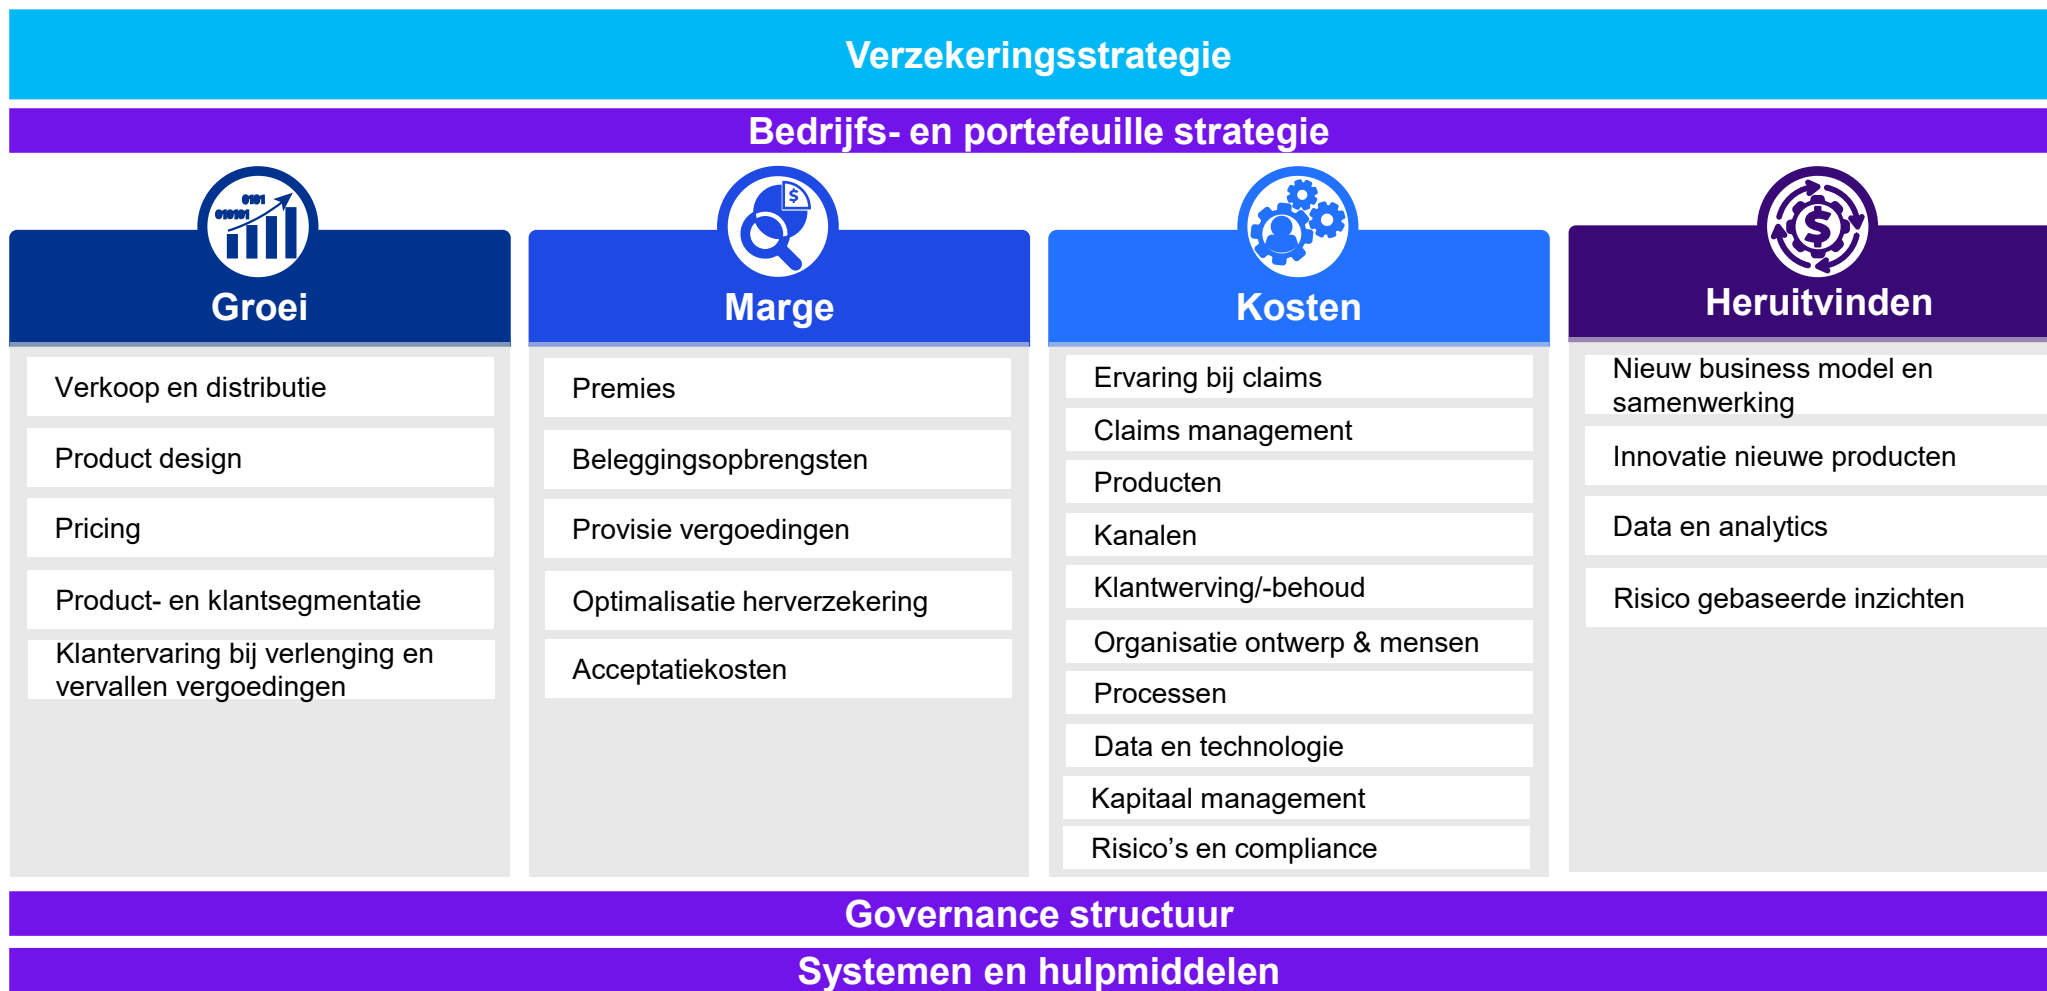 Verzekeringsstrategie
Bedrijfs- en portefeuille strategie
0101
010101
Groei
Verkoop en distributie
Product design
Pricing
Product- en klantsegmentatie
Klantervaring bij verlenging en
vervallen vergoedingen
$
Marge
Premies
Beleggingsopbrengsten
Provisie vergoedingen
Optimalisatie herverzekering
Acceptatiekosten
Kosten
Ervaring bij claims
Claims management
Producten
Kanalen
Klantwerving/-behoud
Organisatie ontwerp & mensen
Processen
Data en technologie
Kapitaal management
Risico’s en compliance
$
Heruitvinden
Nieuw business model en
samenwerking
Innovatie nieuwe producten
Data en analytics
Risico gebaseerde inzichten
Governance structuur
Systemen en hulpmiddelen